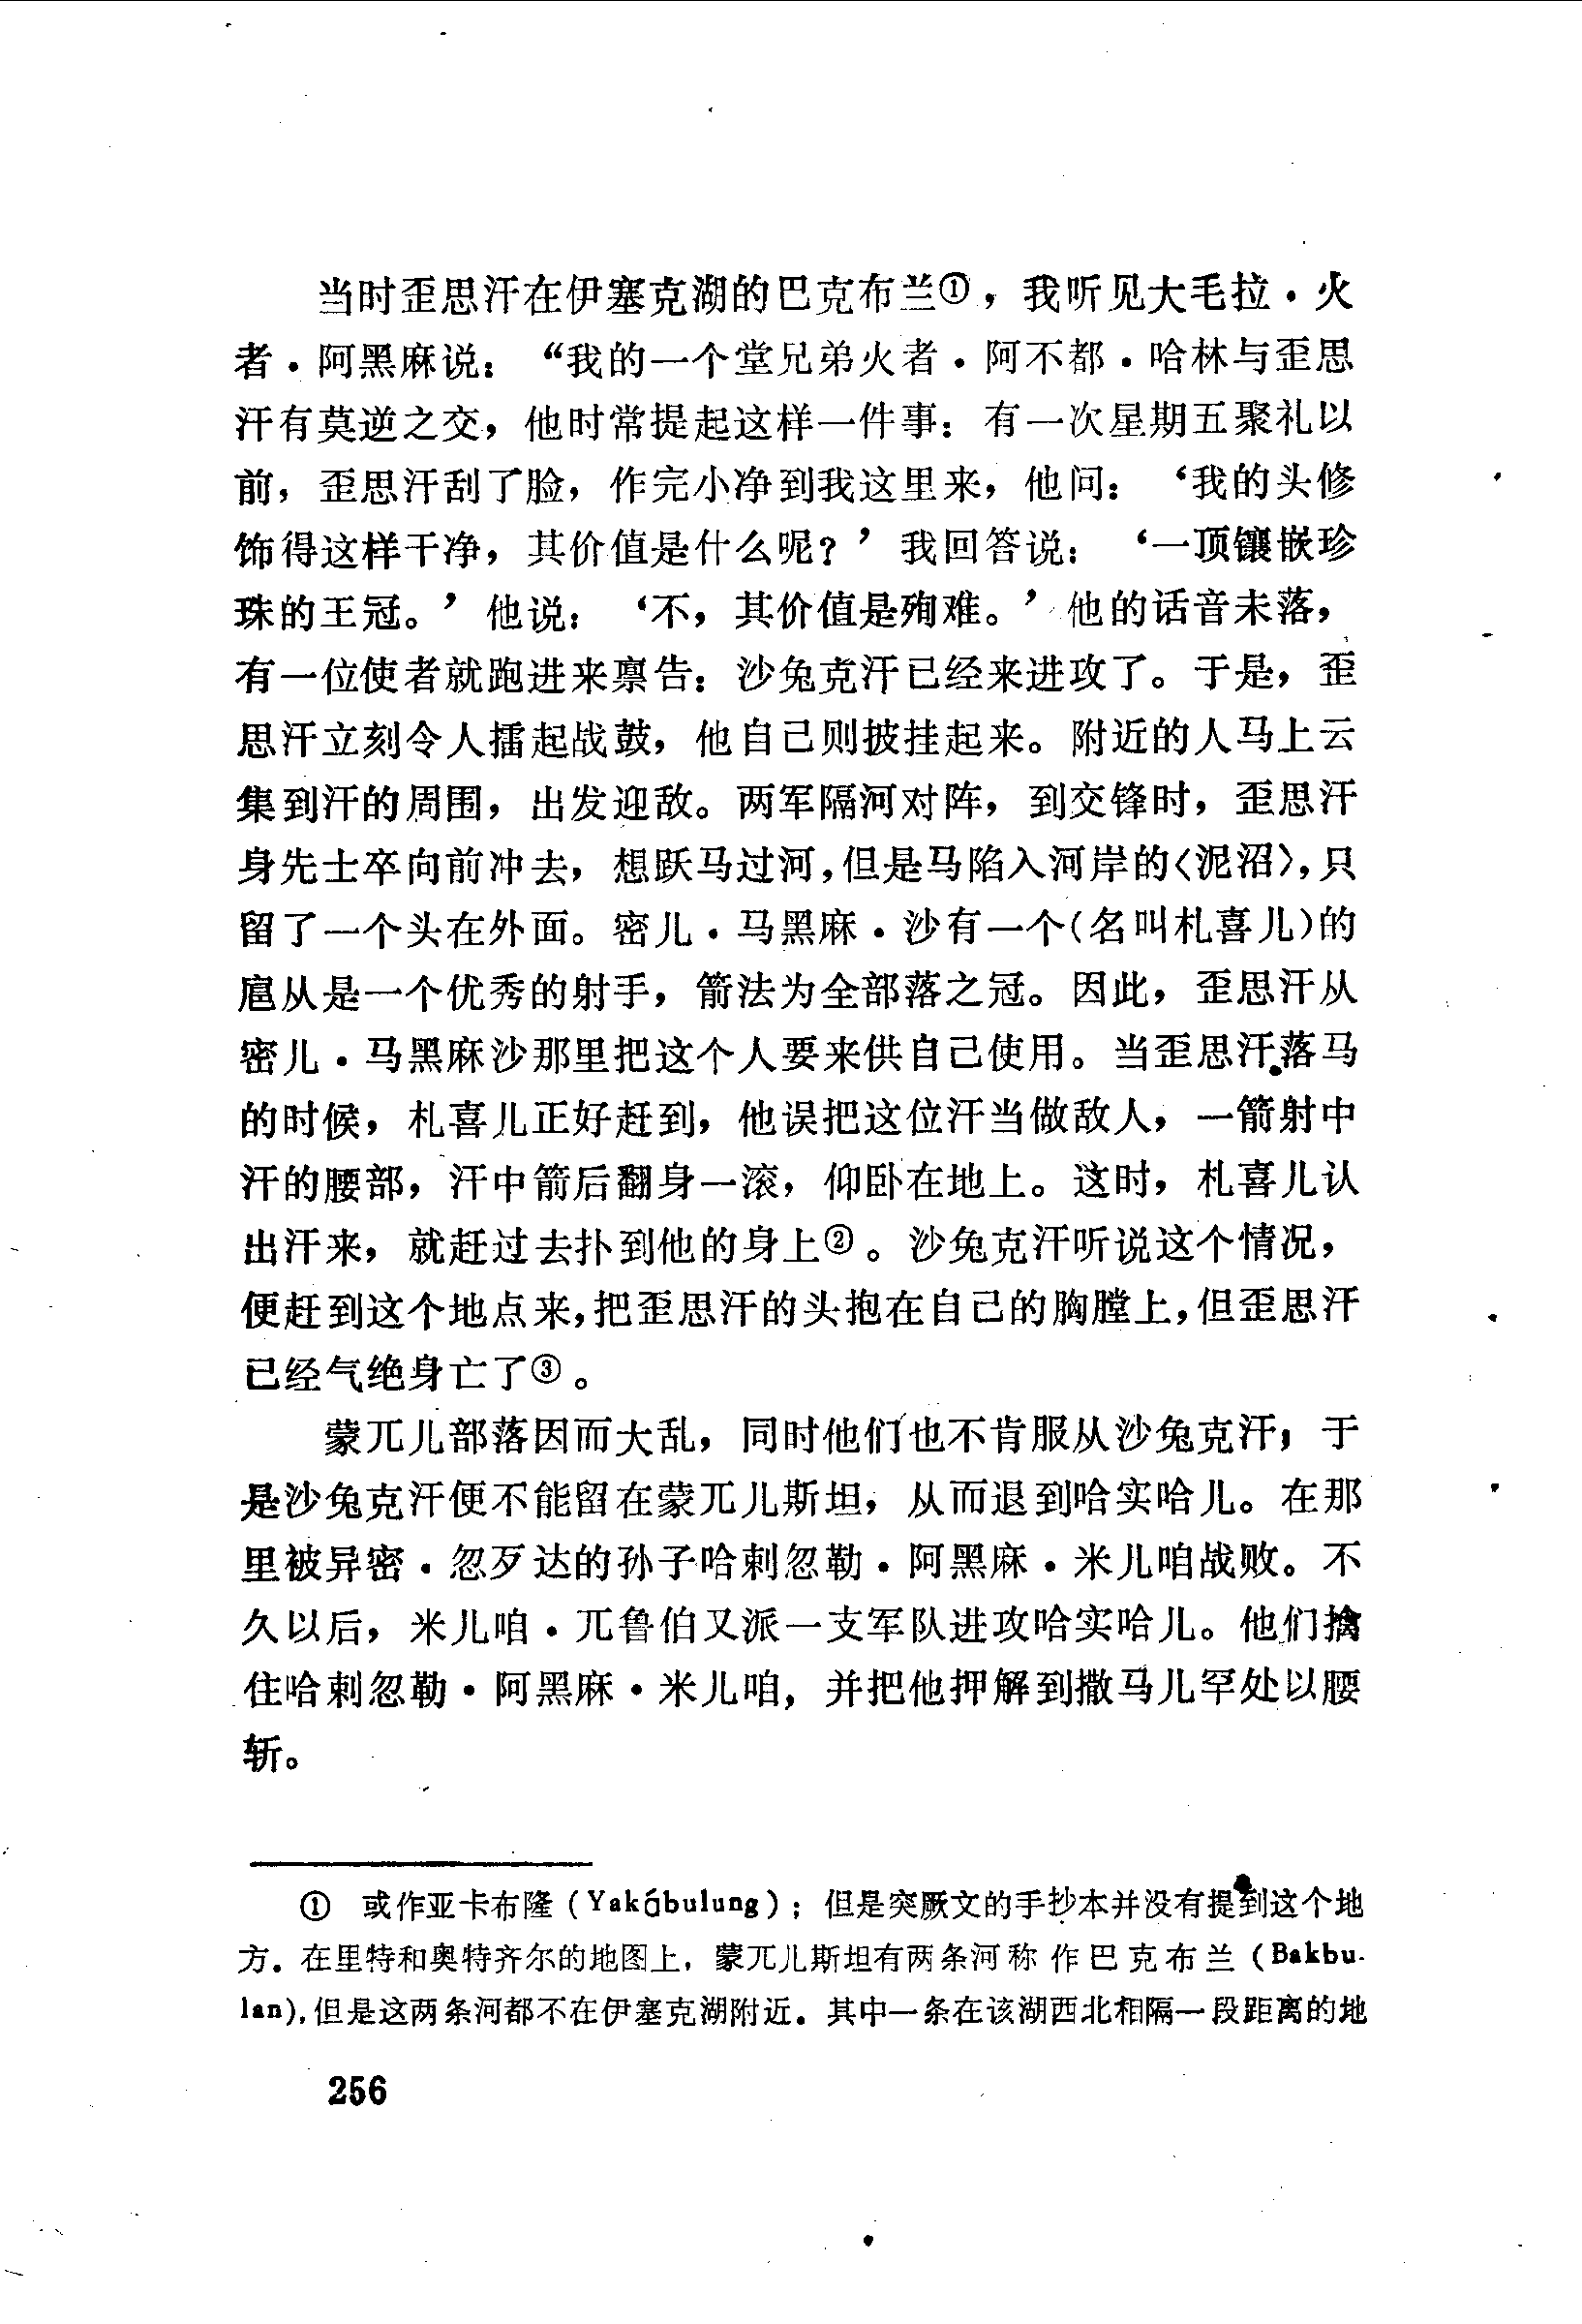 当时歪思汗在伊塞克湖的巴克布兰①，我听见大毛拉·火
者·阿黑麻说：“我的一个堂兄弟火者·阿不都·哈林与歪思
汗有莫逆之交，他时常提起这样一件事：有一次星期五聚礼以
前，歪思汗刮了脸，作完小净到我这里来，他问：‘我的头修
饰得这样干净，其价值是什么呢？’我回答说：‘一顶镶嵌珍
珠的王冠。’他说：‘不，其价值是殉难。’他的话音未落，
有一位使者就跑进来禀告：沙兔克汗已经来进攻了。于是，歪
思汗立刻令人擂起战鼓，他自己则披挂起来。附近的人马上云
集到汗的周围，出发迎敌。两军隔河对阵，到交锋时，歪思汗
身先士卒向前冲去，想跃马过河，但是马陷入河岸的〈泥沼〉，只
留了一个头在外面。密儿·马黑麻·沙有一个(名叫札喜儿)的
扈从是一个优秀的射手，箭法为全部落之冠。因此，歪思汗从
密儿·马黑麻沙那里把这个人要来供自己使用。当歪思汗落马
的时候，札喜儿正好赶到，他误把这位汗当做敌人，一箭射中
汗的腰部，汗中箭后翻身一滚，仰卧在地上。这时，札喜儿认
出汗来，就赶过去扑到他的身上②。沙兔克汗听说这个情况，
便赶到这个地点来，把歪思汗的头抱在自己的胸膛上，但歪思汗
已经气绝身亡了③。
蒙兀儿部落因而大乱，同时他们也不肯服从沙兔克汗；于
是沙兔克汗便不能留在蒙兀儿斯坦，从而退到哈实哈儿。在那
里被异密·忽歹达的孙子哈剌忽勒·阿黑麻·米儿咱战败。不
久以后，米儿咱·兀鲁伯又派一支军队进攻哈实哈儿。他们擒
住哈剌忽勒·阿黑麻·米儿咱，并把他押解到撒马儿罕处以腰
斩。
① 或作亚卡布隆（Yakábulung）；但是突厥文的手抄本并没有提到这个地
方。在里特和奥特齐尔的地图上，蒙兀儿斯坦有两条河称作巴克布兰（Bakbu-
lan），但是这两条河都不在伊塞克湖附近。其中一条在该湖西北相隔一段距离的地
256